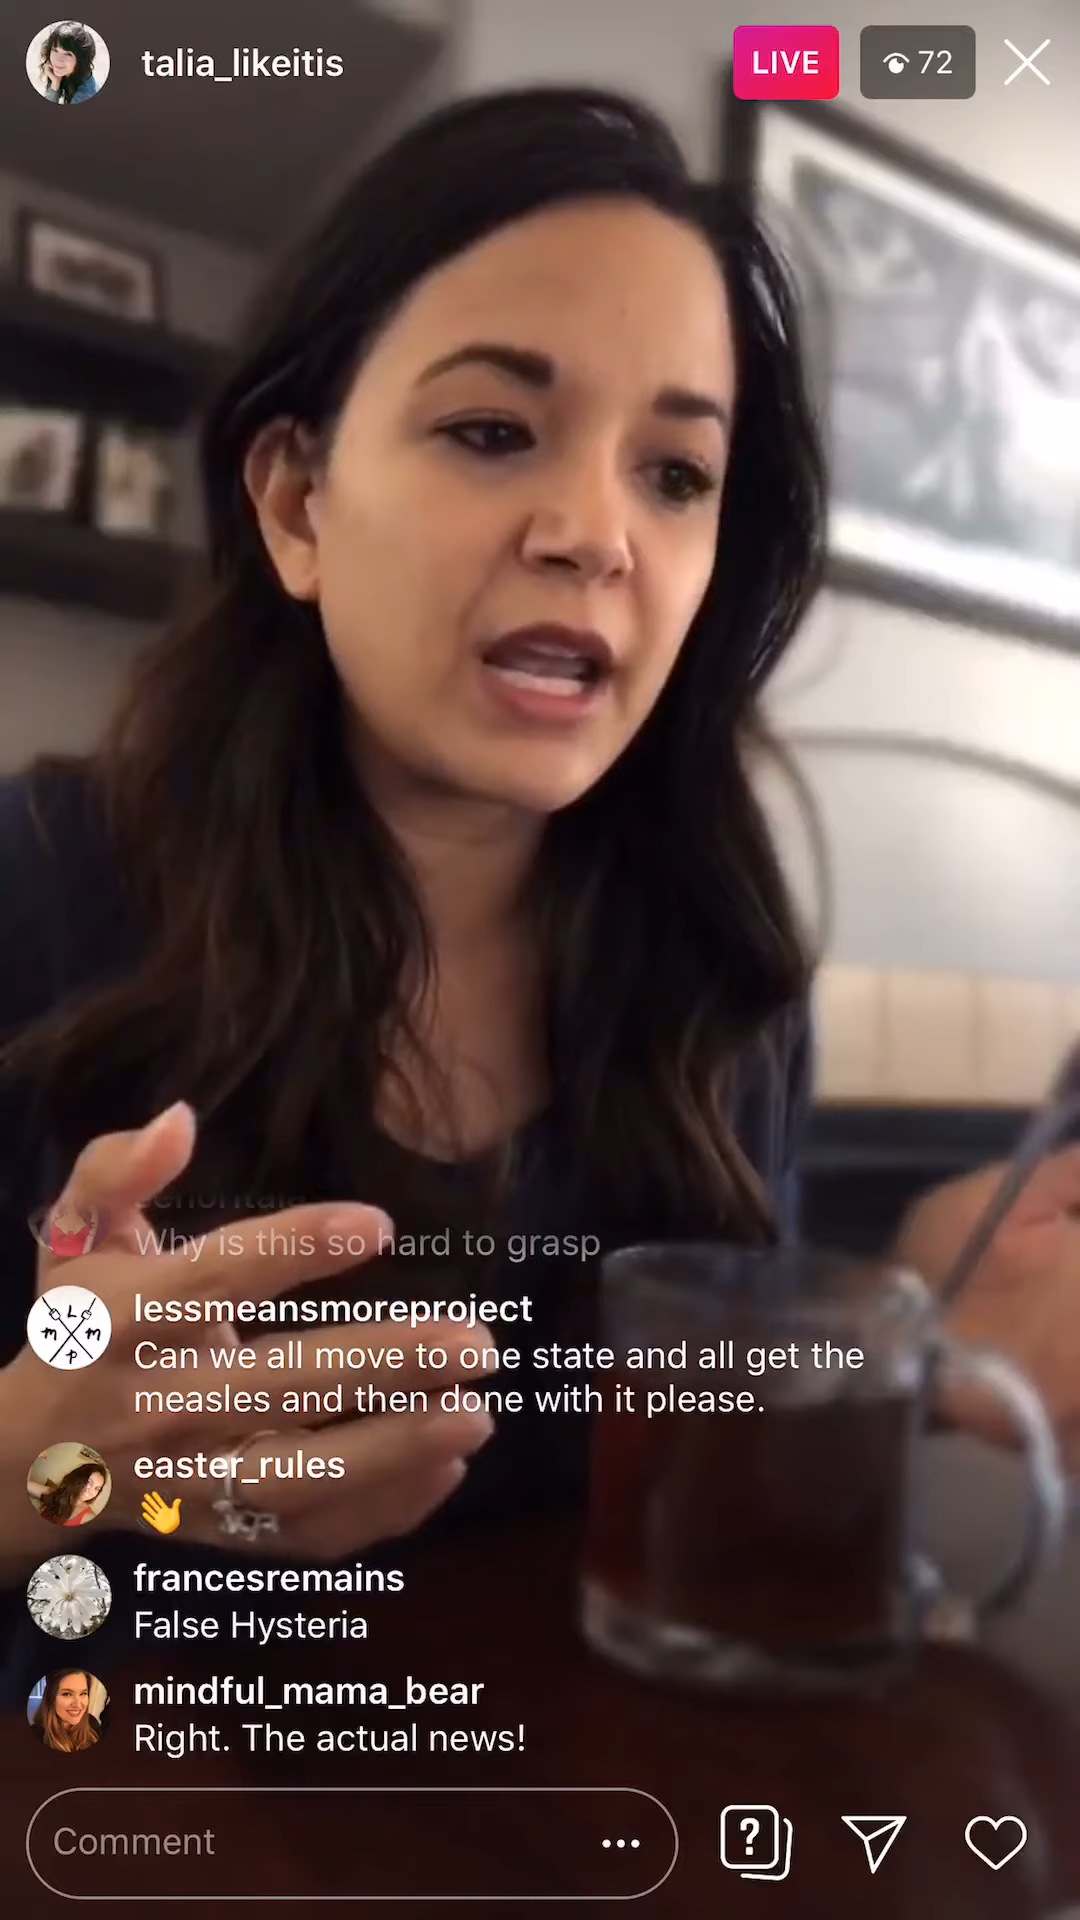 talia_likeitis
LIVE
72
Why is this so hard to grasp
lessmeansmoreproject
Can we all move to one state and all get the
measles and then done with it please.
L
M M
P
easter_rules
👋
francesremains
False Hysteria
mindful_mama_bear
Right. The actual news!
Comment
?